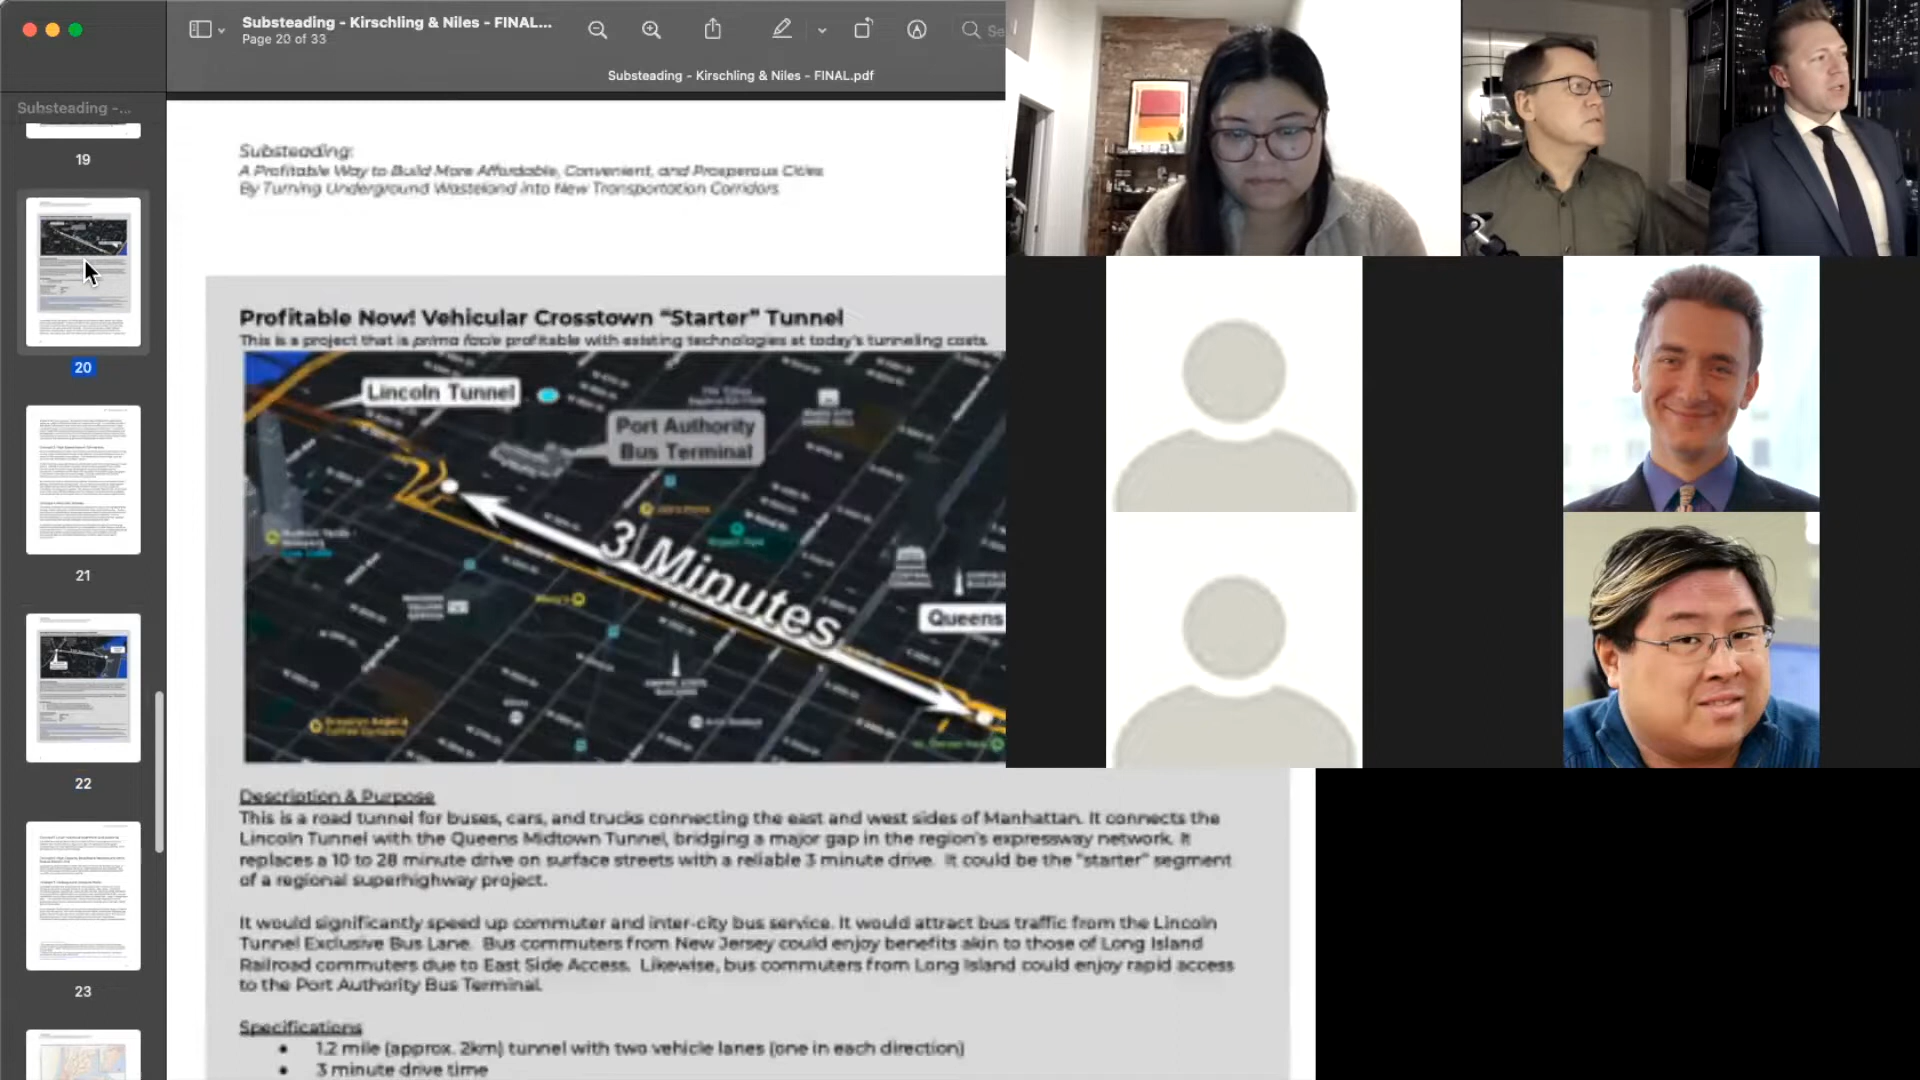 Substeading - Kirschling & Niles - FINAL...
Page 20 of 33
Se
Substeading - Kirschling & Niles - FINAL.pdf
Substeading -...
19
20
21
22
23
Substeading:
A Profitable Way to Build More Affordable, Convenient, and Prosperous Cities
By Turning Underground Wasteland into New Transportation Corridors
Profitable Now! Vehicular Crosstown “Starter” Tunnel
This is a project that is prima facie profitable with existing technologies at today's tunneling costs.
Lincoln Tunnel
Port Authority
Bus Terminal
3 Minutes
Queens
Description & Purpose
This is a road tunnel for buses, cars, and trucks connecting the east and west sides of Manhattan. It connects the
Lincoln Tunnel with the Queens Midtown Tunnel, bridging a major gap in the region's expressway network. It
replaces a 10 to 28 minute drive on surface streets with a reliable 3 minute drive. It could be the "starter" segment
of a regional superhighway project.
It would significantly speed up commuter and inter-city bus service. It would attract bus traffic from the Lincoln
Tunnel Exclusive Bus Lane. Bus commuters from New Jersey could enjoy benefits akin to those of Long Island
Railroad commuters due to East Side Access. Likewise, bus commuters from Long Island could enjoy rapid access
to the Port Authority Bus Terminal.
Specifications
• 1.2 mile (approx. 2km) tunnel with two vehicle lanes (one in each direction)
• 3 minute drive time